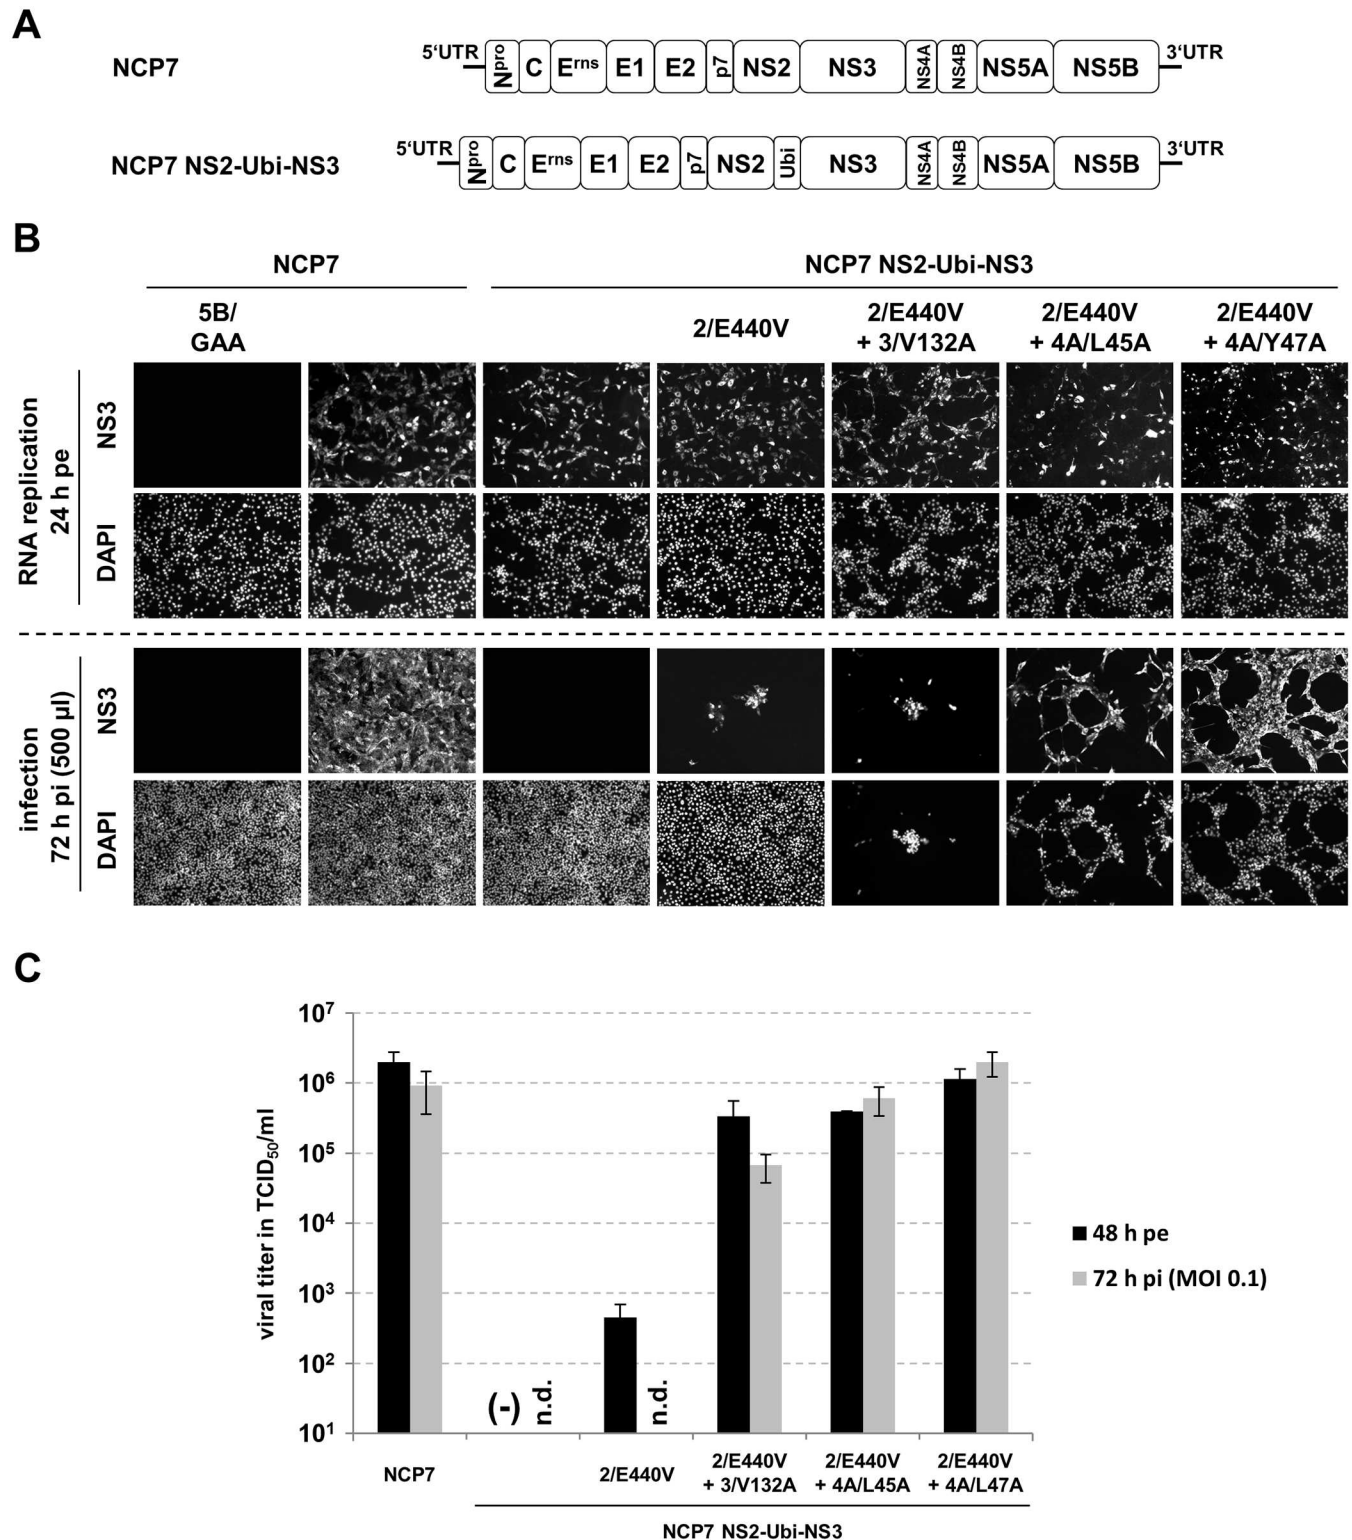 A
NCP7
5‘UTR Nᵖʳᵒ C Eʳⁿˢ E1 E2 p7 NS2 NS3 NS4A NS4B NS5A NS5B 3‘UTR
NCP7 NS2-Ubi-NS3
5‘UTR Nᵖʳᵒ C Eʳⁿˢ E1 E2 p7 NS2 Ubi NS3 NS4A NS4B NS5A NS5B 3‘UTR
B
NCP7
NCP7 NS2-Ubi-NS3
5B/
GAA
2/E440V
2/E440V
+ 3/V132A
2/E440V
+ 4A/L45A
2/E440V
+ 4A/Y47A
RNA replication
24 h pe
NS3
DAPI
infection
72 h pi (500 µl)
NS3
DAPI
C
viral titer in TCID₅₀/ml
10⁷
10⁶
10⁵
10⁴
10³
10²
10¹
(-)
n.d.
n.d.
48 h pe
72 h pi (MOI 0.1)
NCP7
2/E440V
2/E440V
+ 3/V132A
2/E440V
+ 4A/L45A
2/E440V
+ 4A/L47A
NCP7 NS2-Ubi-NS3